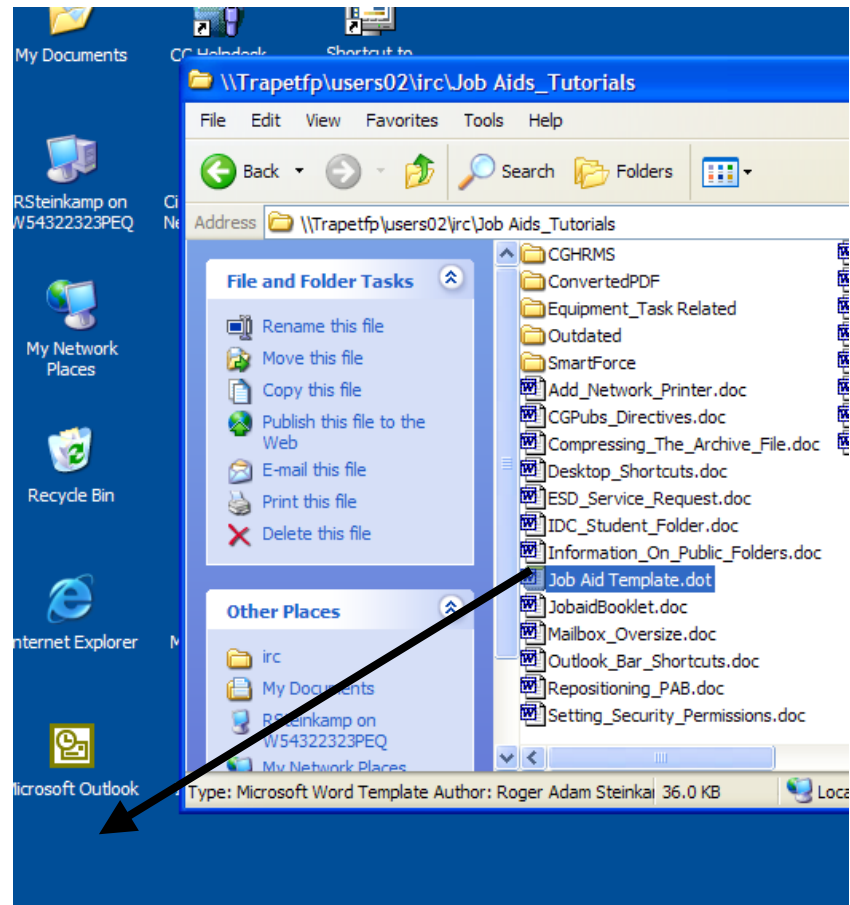 My Documents
Shortcut to
RSteinkamp on
W54322323PEQ
My Network
Places
Recycle Bin
Internet Explorer
Microsoft Outlook
\\Trapetfp\users02\irc\Job Aids_Tutorials
File Edit View Favorites Tools Help
Back Search Folders
Address \\Trapetfp\users02\irc\Job Aids_Tutorials
File and Folder Tasks
Rename this file
Move this file
Copy this file
Publish this file to the
Web
E-mail this file
Print this file
Delete this file
Other Places
irc
My Documents
RSteinkamp on
W54322323PEQ
My Network Places
CGHRMS
ConvertedPDF
Equipment_Task Related
Outdated
SmartForce
Add_Network_Printer.doc
CGPubs_Directives.doc
Compressing_The_Archive_File.doc
Desktop_Shortcuts.doc
ESD_Service_Request.doc
IDC_Student_Folder.doc
Information_On_Public_Folders.doc
Job Aid Template.dot
JobaidBooklet.doc
Mailbox_Oversize.doc
Outlook_Bar_Shortcuts.doc
Repositioning_PAB.doc
Setting_Security_Permissions.doc
Type: Microsoft Word Template Author: Roger Adam Steinka 36.0 KB Loca